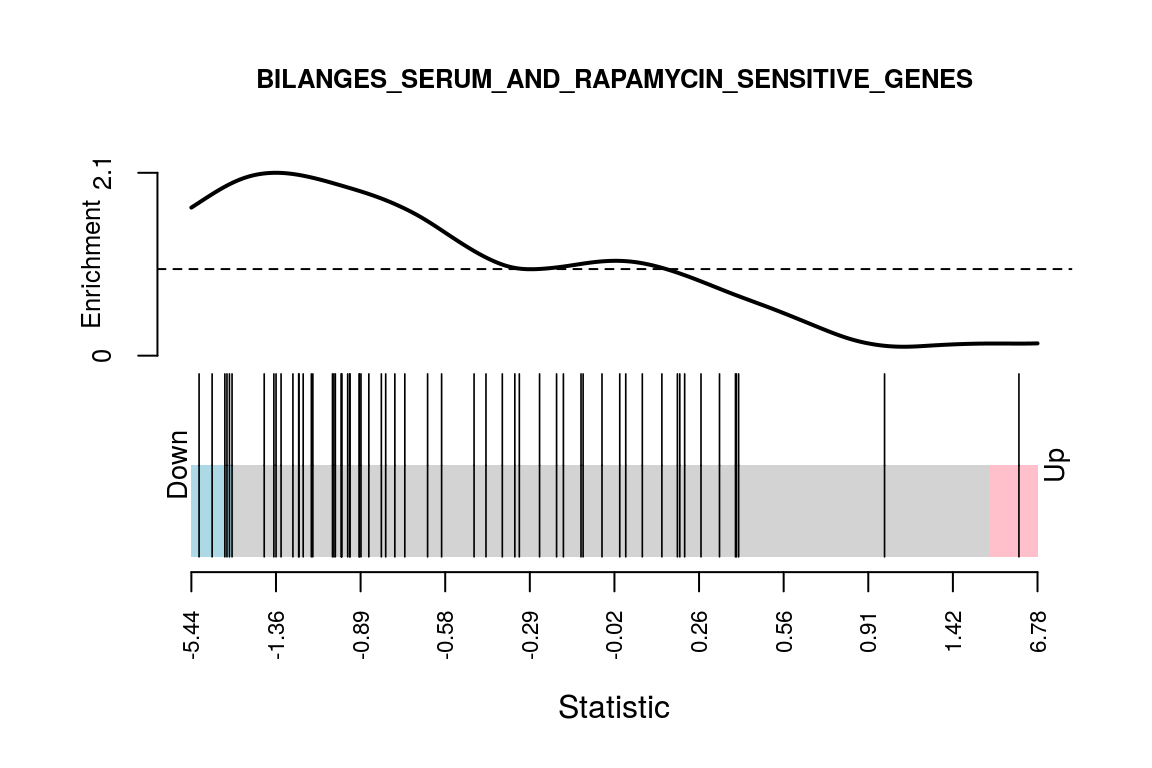 BILANGES_SERUM_AND_RAPAMYCIN_SENSITIVE_GENES
2.1
Enrichment
0
Down
Up
-5.44 -1.36 -0.89 -0.58 -0.29 -0.02 0.26 0.56 0.91 1.42 6.78
Statistic